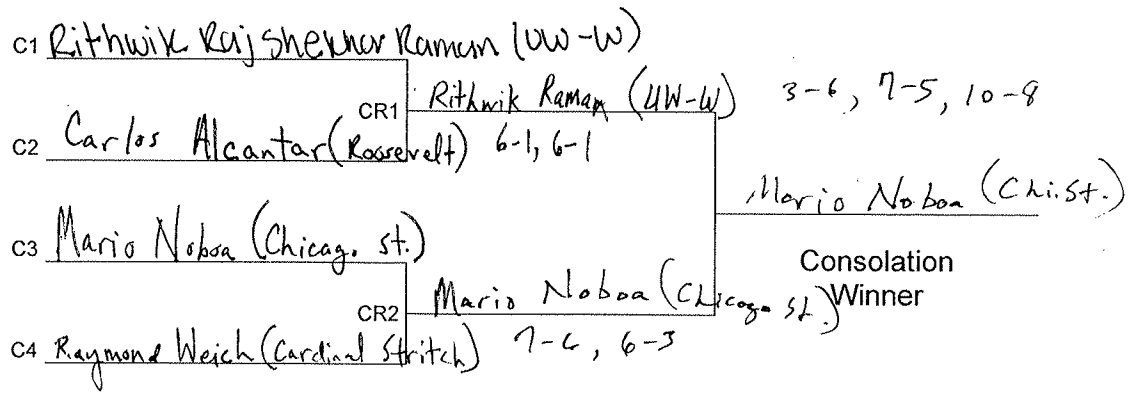 C1 Rithwik Rajshekhar Raman (UW-W)
CR1 Rithwik Raman (UW-W) 3-6, 7-5, 10-8
C2 Carlos Alcantar (Roosevelt) 6-1, 6-1
Mario Noboa (Chi. St.)
C3 Mario Noboa (Chicago St.)
Consolation
Winner
CR2 Mario Noboa (Chicago St.)
C4 Raymond Weich (Cardinal Stritch) 7-6, 6-3